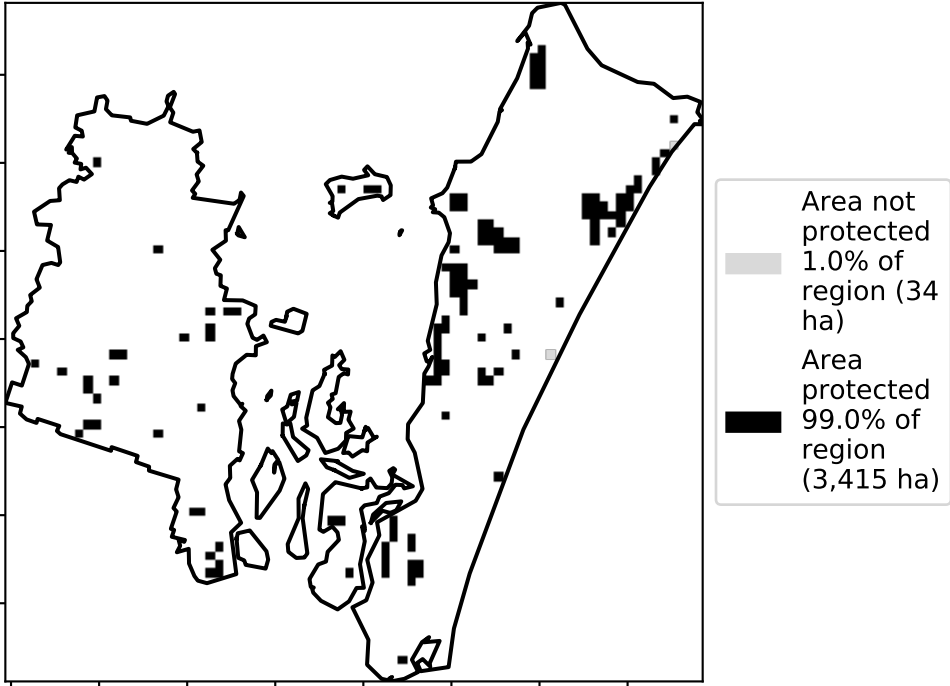 Area not
protected
1.0% of
region (34
ha)
Area
protected
99.0% of
region
(3,415 ha)